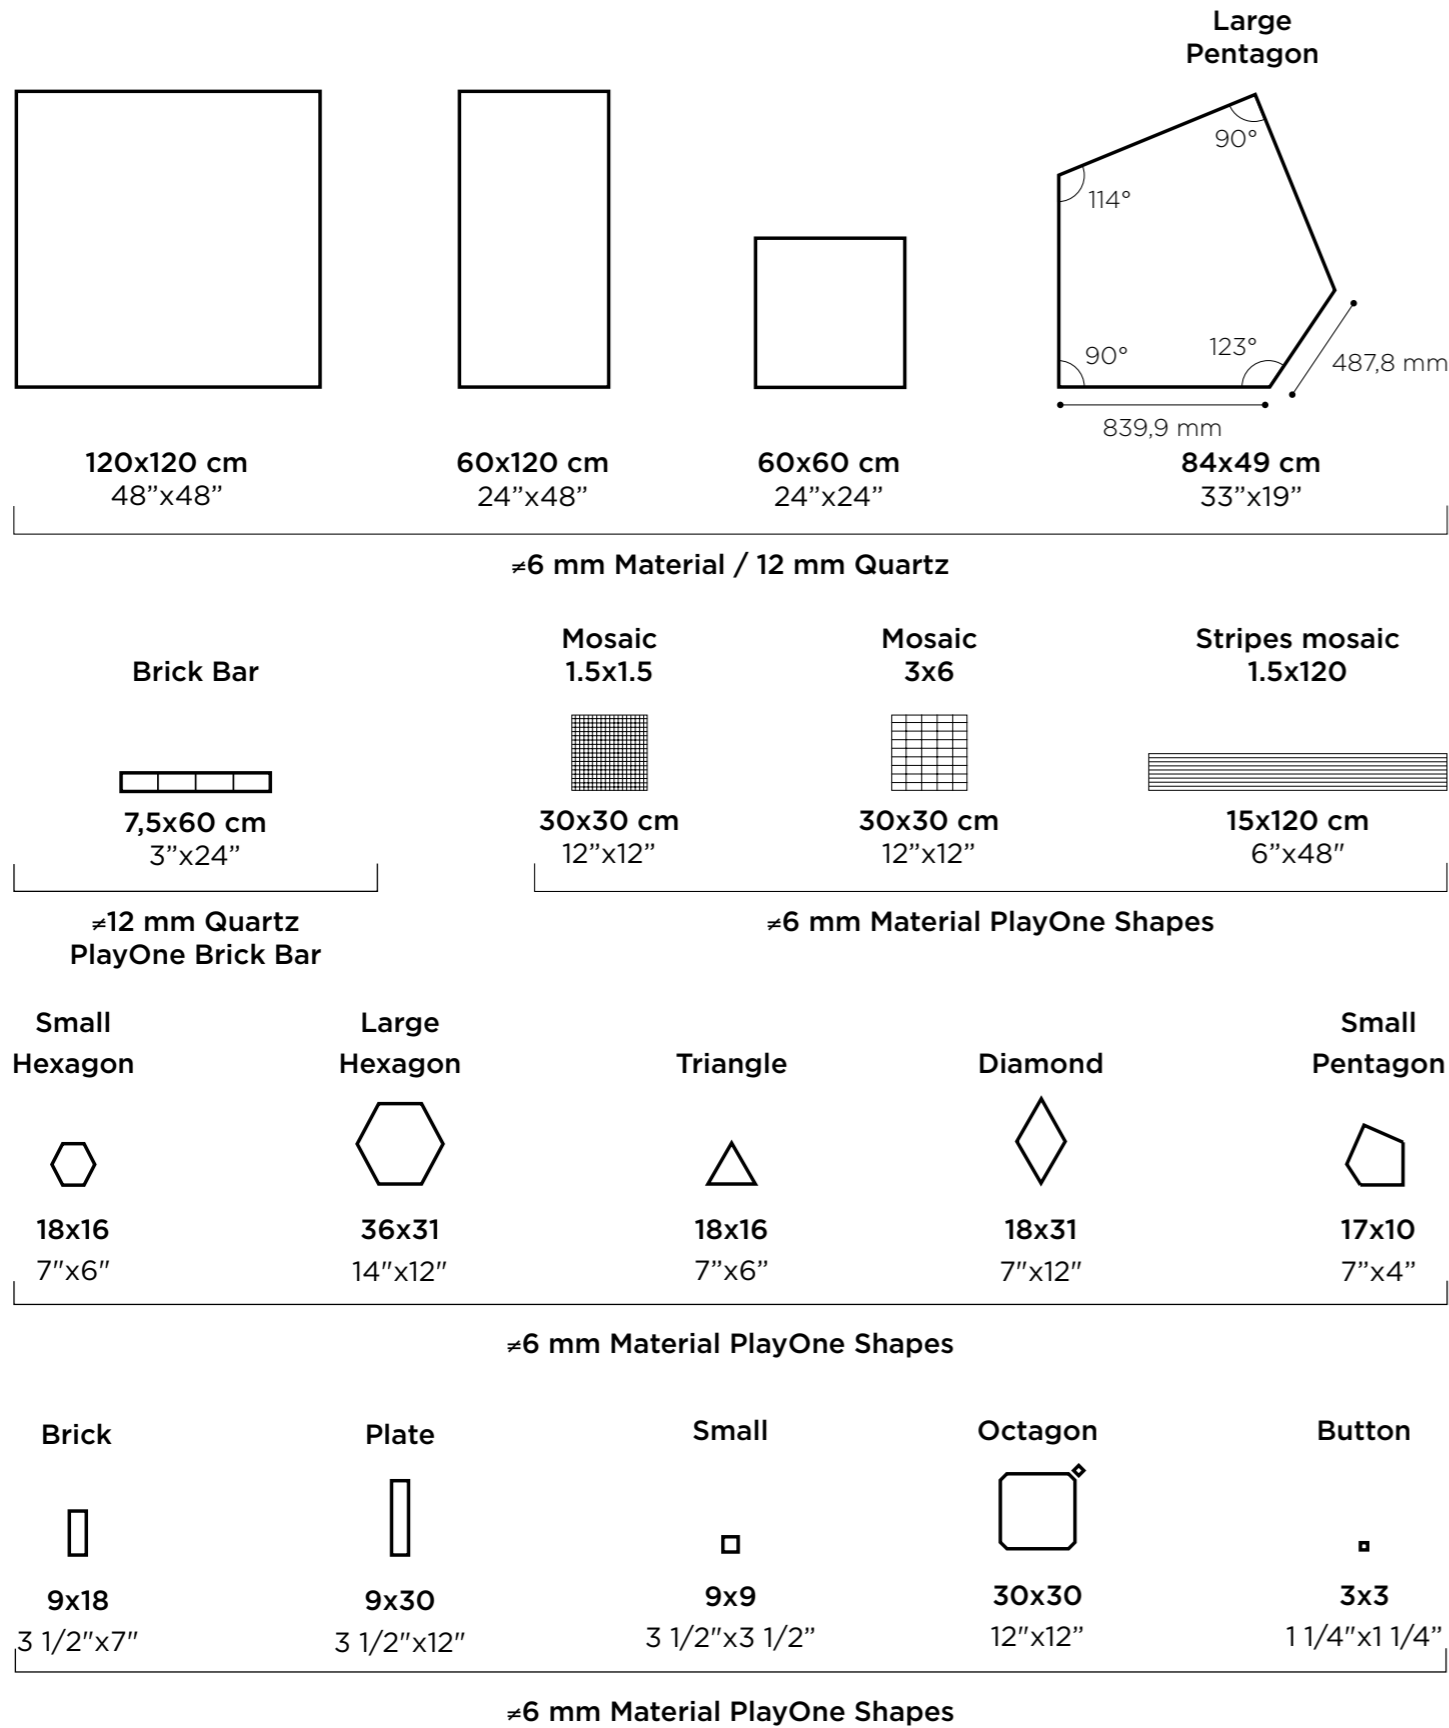 Large
Pentagon
90°
114°
90°
123°
487,8 mm
839,9 mm
120x120 cm
48”x48”
60x120 cm
24”x48”
60x60 cm
24”x24”
84x49 cm
33”x19”
≠6 mm Material / 12 mm Quartz
Brick Bar
Mosaic
1.5x1.5
Mosaic
3x6
Stripes mosaic
1.5x120
7,5x60 cm
3”x24”
30x30 cm
12”x12”
30x30 cm
12”x12”
15x120 cm
6”x48"
≠12 mm Quartz
PlayOne Brick Bar
≠6 mm Material PlayOne Shapes
Small
Hexagon
Large
Hexagon
Triangle
Diamond
Small
Pentagon
18x16
7"x6"
36x31
14"x12"
18x16
7”x6”
18x31
7"x12"
17x10
7”x4”
≠6 mm Material PlayOne Shapes
Brick
Plate
Small
Octagon
Button
9x18
3 1/2"x7"
9x30
3 1/2"x12"
9x9
3 1/2"x3 1/2”
30x30
12"x12”
3x3
1 1/4"x1 1/4”
≠6 mm Material PlayOne Shapes